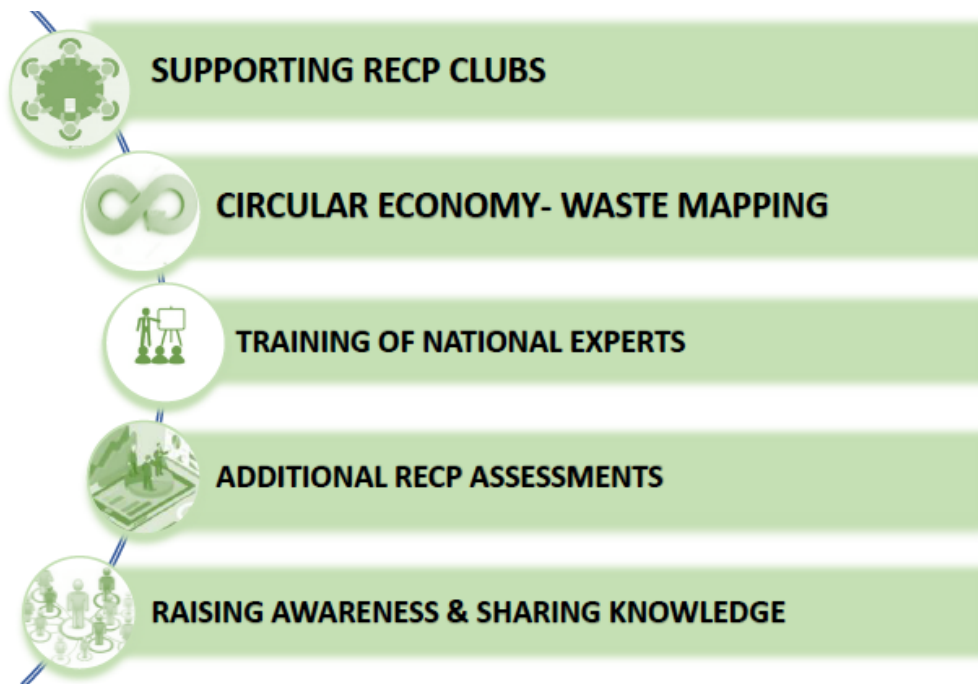 SUPPORTING RECP CLUBS
CIRCULAR ECONOMY- WASTE MAPPING
TRAINING OF NATIONAL EXPERTS
ADDITIONAL RECP ASSESSMENTS
RAISING AWARENESS & SHARING KNOWLEDGE